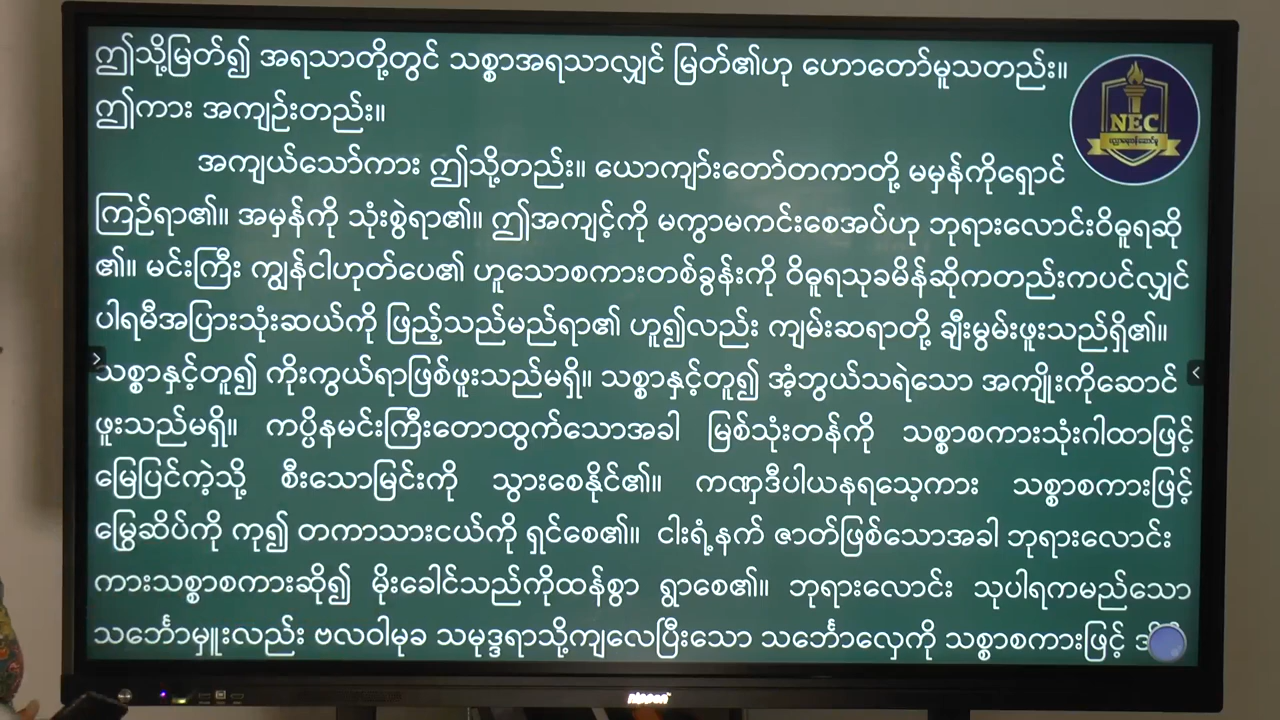 ဤသို့မြတ်၍ အရသာတို့တွင် သစ္စာအရသာလျှင် မြတ်၏ဟု ဟောတော်မူသတည်း။
ဤကား အကျဉ်းတည်း။
အကျယ်သော်ကား ဤသို့တည်း။ ယောကျာ်းတော်တကာတို့ မမှန်ကိုရှောင်
ကြဉ်ရာ၏။ အမှန်ကို သုံးစွဲရာ၏။ ဤအကျင့်ကို မကွာမကင်းစေအပ်ဟု ဘုရားလောင်းဝိဓူရဆို
၏။ မင်းကြီး ကျွန်ငါဟုတ်ပေ၏ ဟူသောစကားတစ်ခွန်းကို ဝိဓူရသုခမိန်ဆိုကတည်းကပင်လျှင်
ပါရမီအပြားသုံးဆယ်ကို ဖြည့်သည်မည်ရာ၏ ဟူ၍လည်း ကျမ်းဆရာတို့ ချီးမွမ်းဖူးသည်ရှိ၏။
သစ္စာနှင့်တူ၍ ကိုးကွယ်ရာဖြစ်ဖူးသည်မရှိ။ သစ္စာနှင့်တူ၍ အံ့ဘွယ်သရဲသော အကျိုးကိုဆောင်
ဖူးသည်မရှိ။ ကပ္ပိနမင်းကြီးတောထွက်သောအခါ မြစ်သုံးတန်ကို သစ္စာစကားသုံးဂါထာဖြင့်
မြေပြင်ကဲ့သို့ စီးသောမြင်းကို သွားစေနိုင်၏။ ကဏှဒီပါယနရသေ့ကား သစ္စာစကားဖြင့်
မြွေဆိပ်ကို ကု၍ တကာသားငယ်ကို ရှင်စေ၏။ ငါးရံ့နက် ဇာတ်ဖြစ်သောအခါ ဘုရားလောင်း
ကားသစ္စာစကားဆို၍ မိုးခေါင်သည်ကိုထန်စွာ ရွာစေ၏။ ဘုရားလောင်း သုပါရကမည်သော
သင်္ဘောမှူးလည်း ဗလဝါမုခ သမုဒ္ဒရာသို့ကျလေပြီးသော သင်္ဘောလှေကို သစ္စာစကားဖြင့်
NEC
nippon